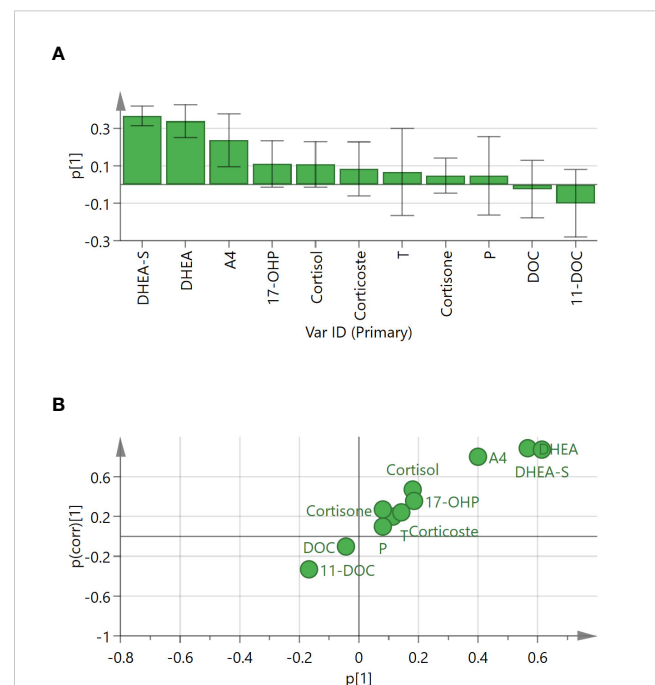 A
p[1]
0.3
0.1
-0.1
-0.3
DHEA-S
DHEA
A4
17-OHP
Cortisol
Corticoste
T
Cortisone
P
DOC
11-DOC
Var ID (Primary)
B
p(corr)[1]
0.6
0.2
-0.2
-0.6
-1
A4
DHEA
DHEA-S
Cortisol
17-OHP
Cortisone
Corticoste
T
P
DOC
11-DOC
-0.8 -0.6 -0.4 -0.2 0 0.2 0.4 0.6
p[1]